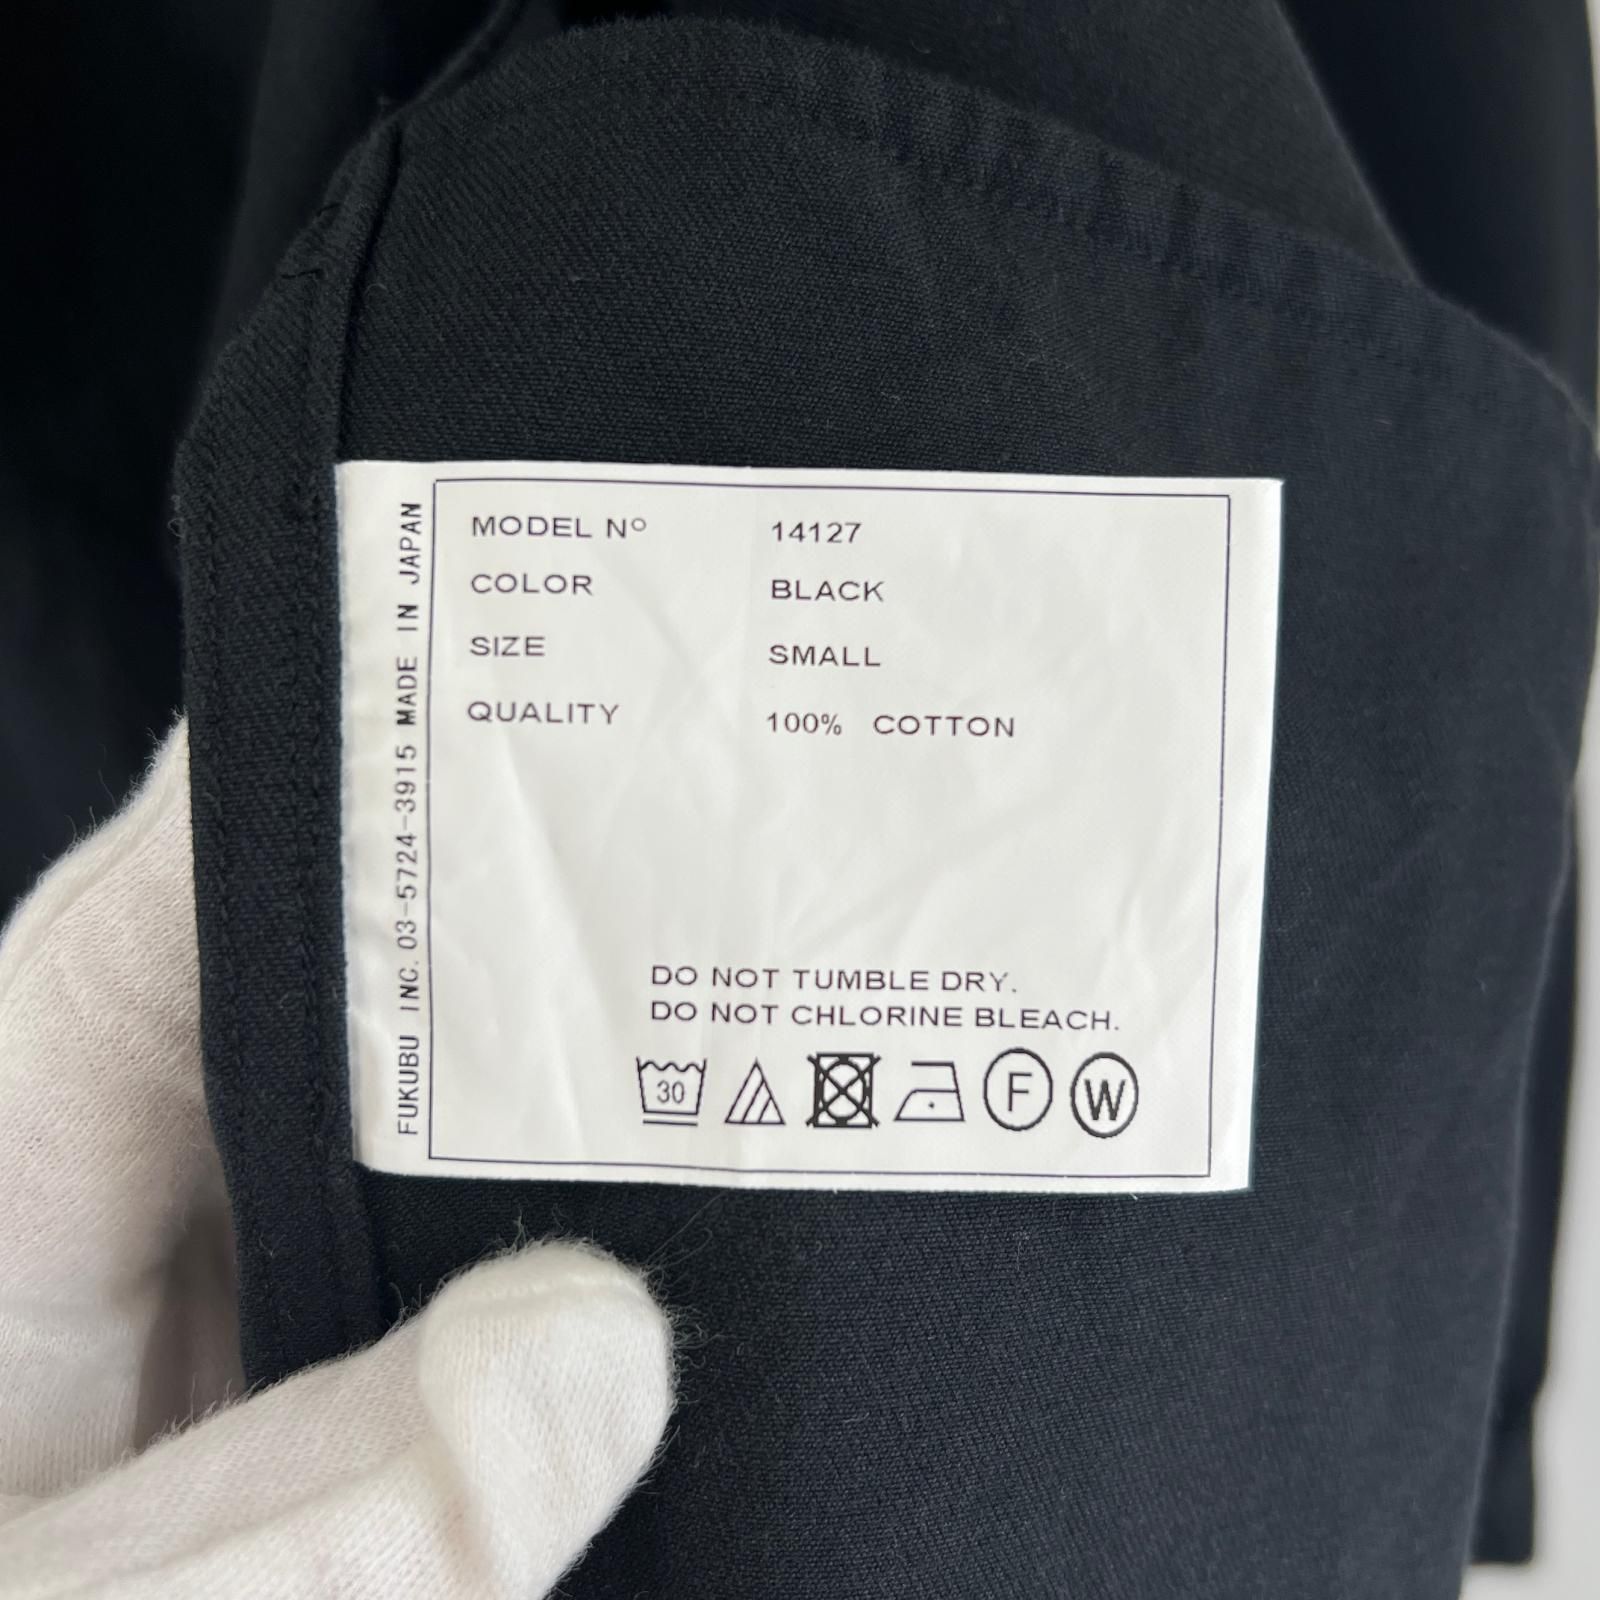 MODEL Nº 14127
COLOR BLACK
SIZE SMALL
QUALITY 100% COTTON
DO NOT TUMBLE DRY.
DO NOT CHLORINE BLEACH.
30 F W
FUKUBU INC. 03-5724-3915 MADE IN JAPAN